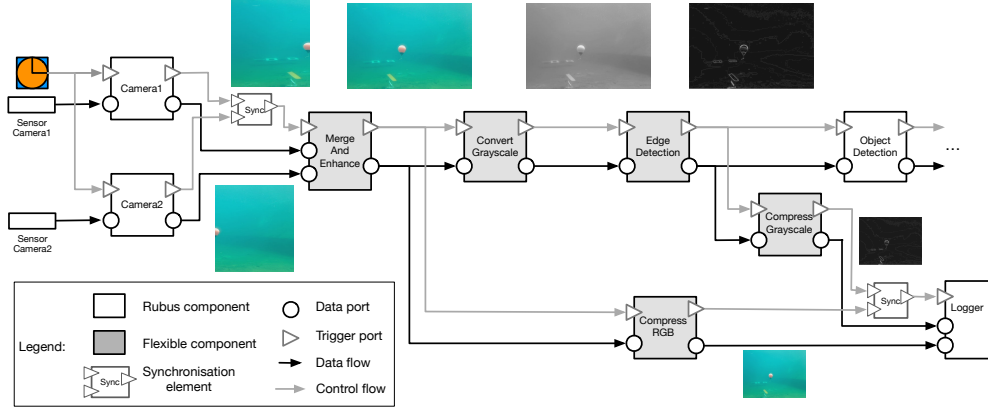 Camera1
Sensor
Camera1
Sync
Merge
And
Enhance
Convert
Grayscale
Edge
Detection
Object
Detection
...
Camera2
Sensor
Camera2
Compress
Grayscale
Sync
Logger
Compress
RGB
Legend:
Rubus component
Flexible component
Sync
Synchronisation
element
Data port
Trigger port
Data flow
Control flow